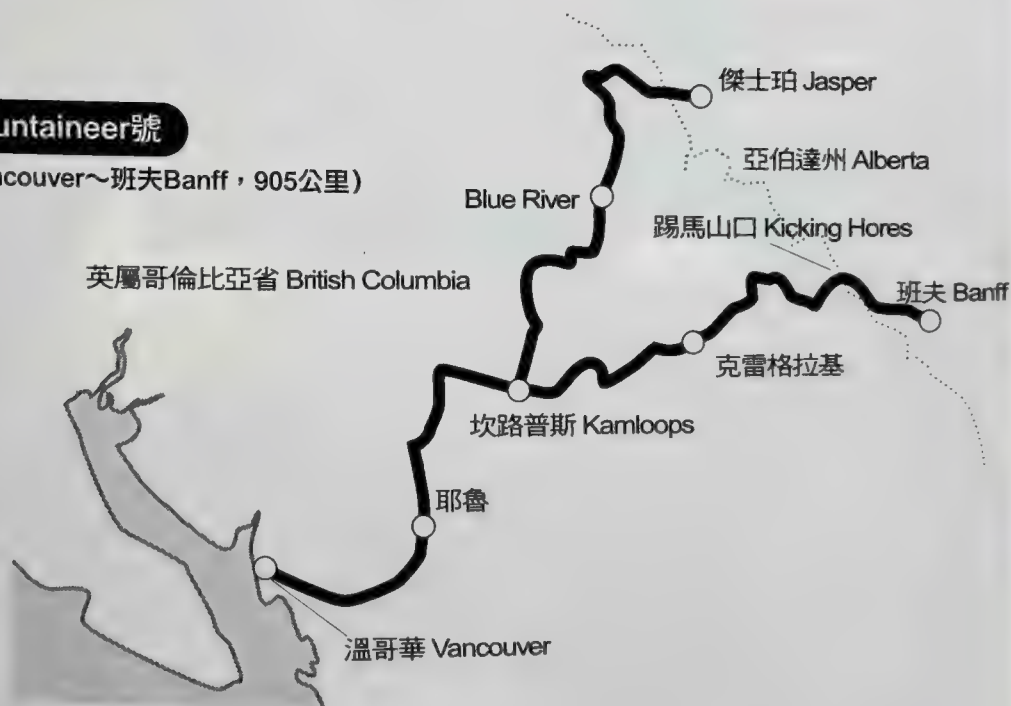 untaineer號
ncouver～班夫Banff，905公里）
傑士珀 Jasper
亞伯達州 Alberta
Blue River
踢馬山口 Kicking Hores
英屬哥倫比亞省 British Columbia
班夫 Banff
克雷格拉基
坎路普斯 Kamloops
耶魯
溫哥華 Vancouver